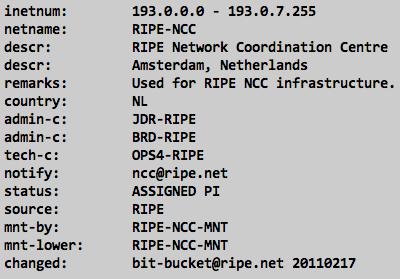 inetnum: 193.0.0.0 - 193.0.7.255
netname: RIPE-NCC
descr: RIPE Network Coordination Centre
descr: Amsterdam, Netherlands
remarks: Used for RIPE NCC infrastructure.
country: NL
admin-c: JDR-RIPE
admin-c: BRD-RIPE
tech-c: OPS4-RIPE
notify: ncc@ripe.net
status: ASSIGNED PI
source: RIPE
mnt-by: RIPE-NCC-MNT
mnt-lower: RIPE-NCC-MNT
changed: bit-bucket@ripe.net 20110217